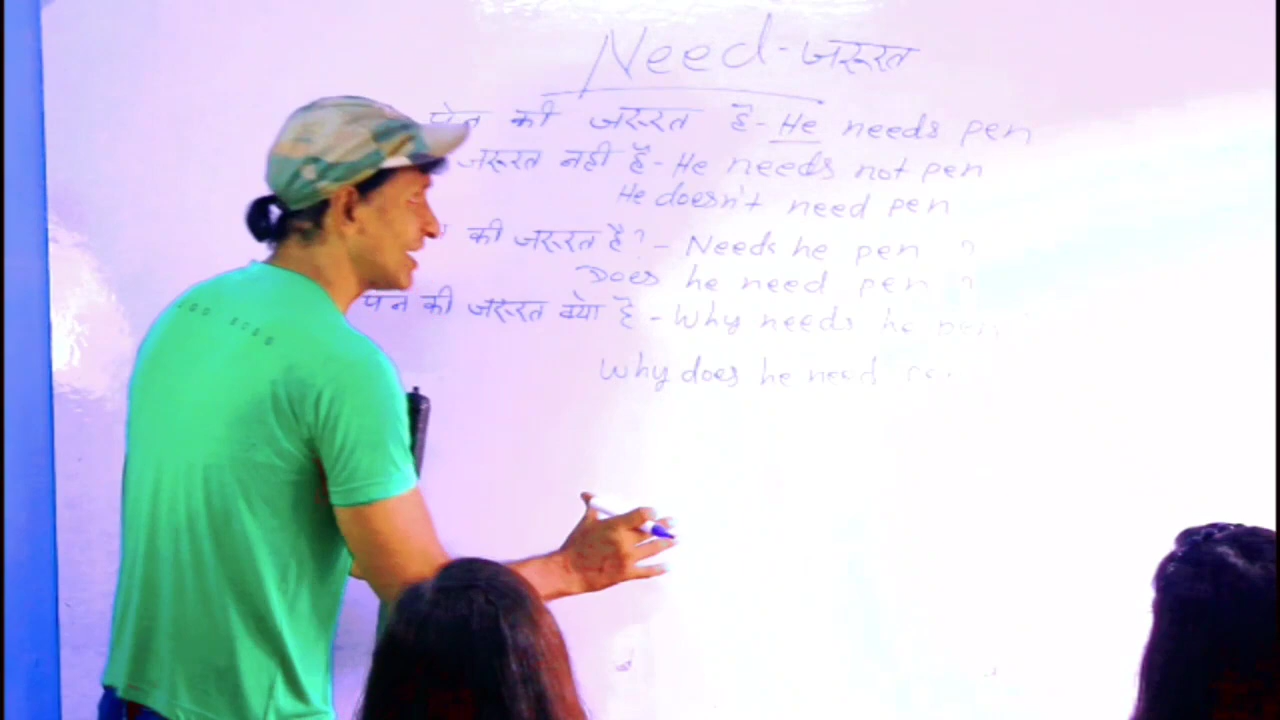 Need - जरूरत
पेन की जरूरत है - He needs pen
जरूरत नही है - He needs not pen
He doesn't need pen
की जरूरत है? - Needs he pen ?
Does he need pen ?
पेन की जरूरत क्यो है - Why needs he pen
Why does he need